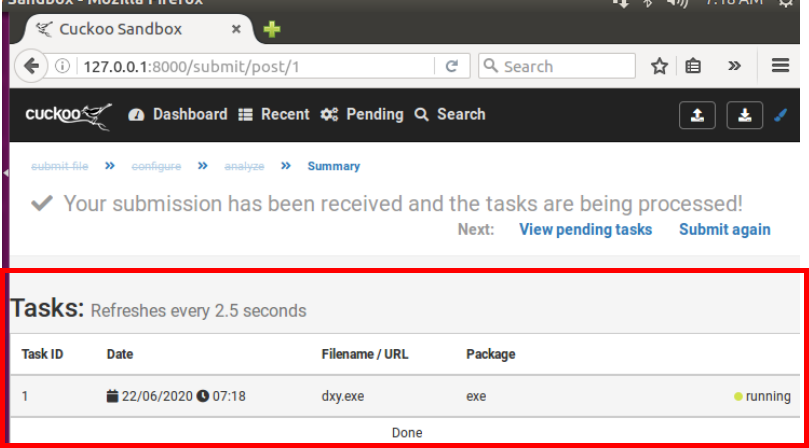 Sandbox - Mozilla Firefox 7:18 AM
Cuckoo Sandbox
127.0.0.1:8000/submit/post/1 Search
cuckoo Dashboard Recent Pending Search
submit file » configure » analyze » Summary
Your submission has been received and the tasks are being processed!
Next: View pending tasks Submit again
Tasks: Refreshes every 2.5 seconds
Task ID Date Filename / URL Package
1 22/06/2020 07:18 dxy.exe exe running
Done